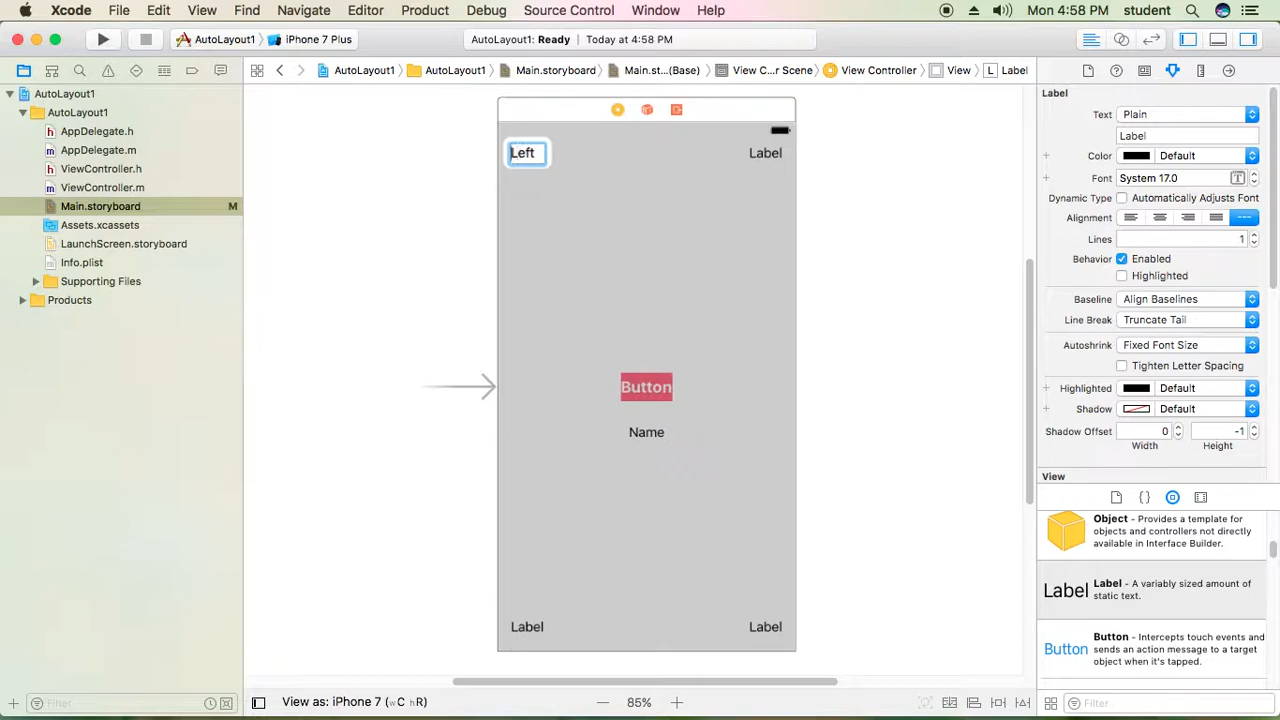 Xcode File Edit View Find Navigate Editor Product Debug Source Control Window Help Mon 4:58 PM student
AutoLayout1 iPhone 7 Plus AutoLayout1: Ready Today at 4:58 PM
AutoLayout1 AutoLayout1 Main.storyboard Main.st...(Base) View C...r Scene View Controller View L Label
AutoLayout1
AutoLayout1
h AppDelegate.h
m AppDelegate.m
h ViewController.h
m ViewController.m
Main.storyboard M
Assets.xcassets
LaunchScreen.storyboard
Info.plist
Supporting Files
Products
Filter
Left
Label
Button
Name
Label
Label
View as: iPhone 7 (wC hR)
85%
Label
Text Plain
Label
Color Default
Font System 17.0 T
Dynamic Type Automatically Adjusts Font
Alignment
Lines 1
Behavior Enabled
Highlighted
Baseline Align Baselines
Line Break Truncate Tail
Autoshrink Fixed Font Size
Tighten Letter Spacing
Highlighted Default
Shadow Default
Shadow Offset 0 -1
Width Height
View
Object - Provides a template for
objects and controllers not directly
available in Interface Builder.
Label
Label - A variably sized amount of
static text.
Button
Button - Intercepts touch events and
sends an action message to a target
object when it's tapped.
Filter